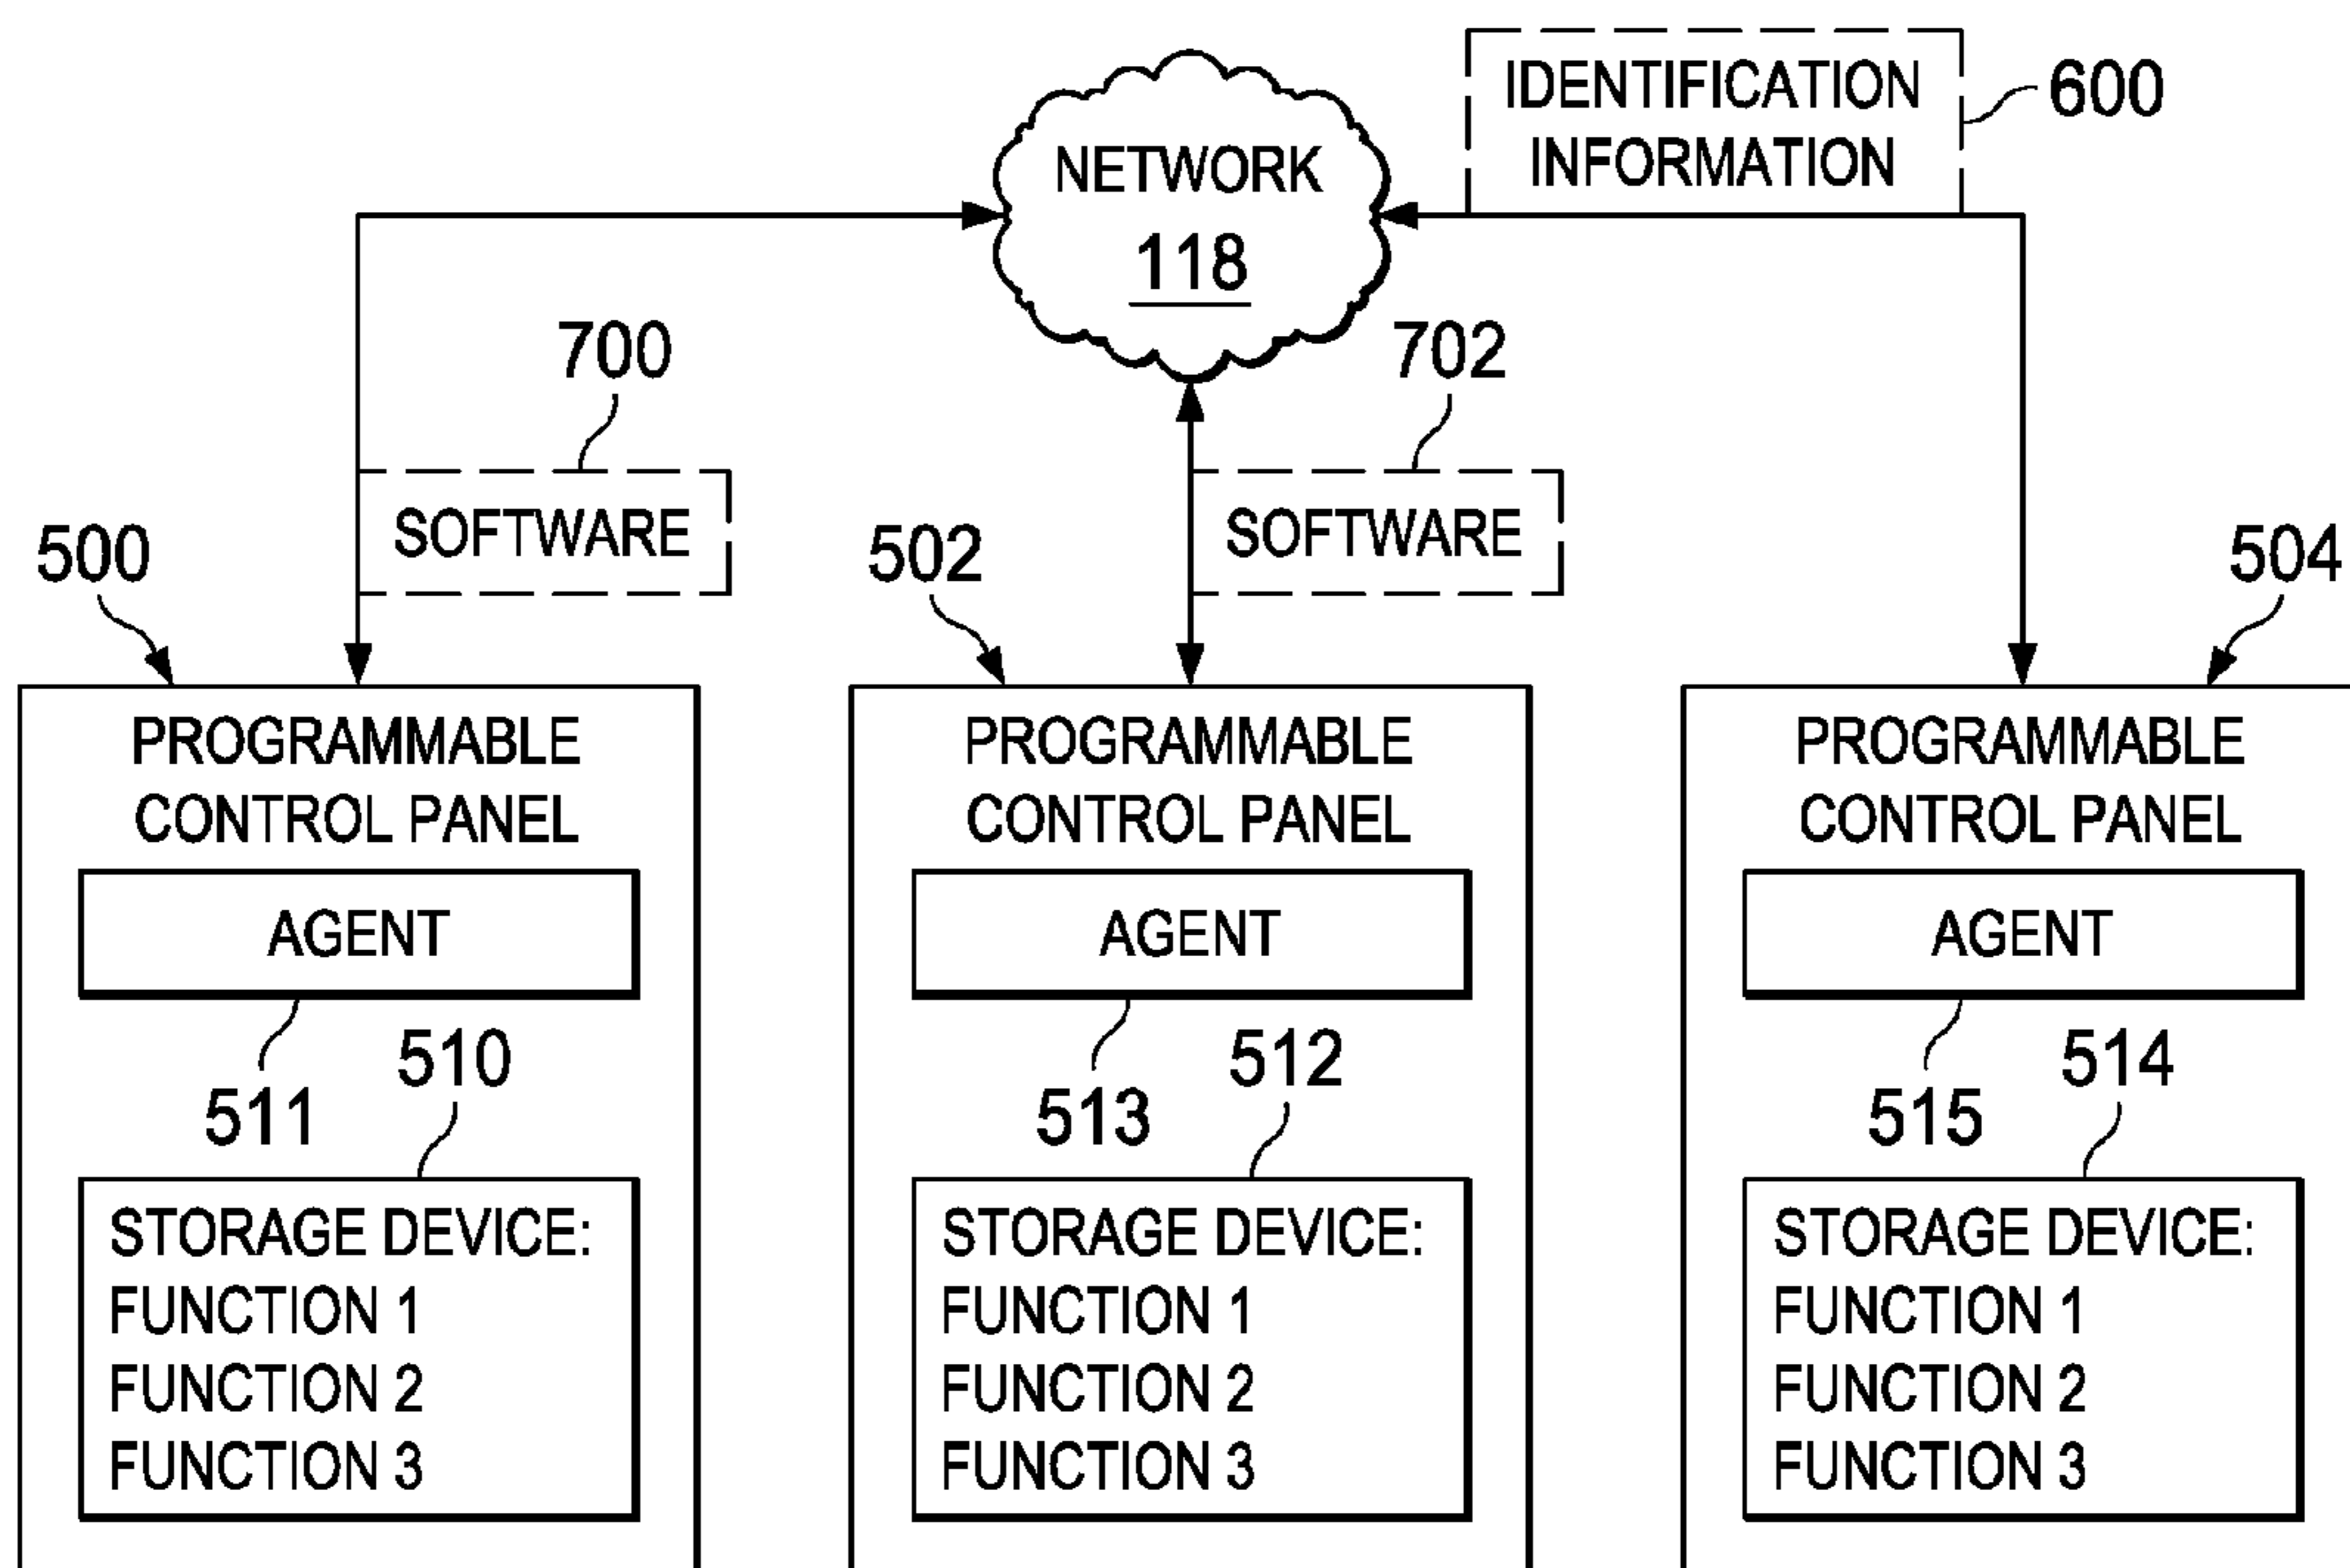 IDENTIFICATION
INFORMATION
600
NETWORK
118
700
702
SOFTWARE
SOFTWARE
500
502
504
PROGRAMMABLE
CONTROL PANEL
AGENT
511
510
STORAGE DEVICE:
FUNCTION 1
FUNCTION 2
FUNCTION 3
PROGRAMMABLE
CONTROL PANEL
AGENT
513
512
STORAGE DEVICE:
FUNCTION 1
FUNCTION 2
FUNCTION 3
PROGRAMMABLE
CONTROL PANEL
AGENT
515
514
STORAGE DEVICE:
FUNCTION 1
FUNCTION 2
FUNCTION 3